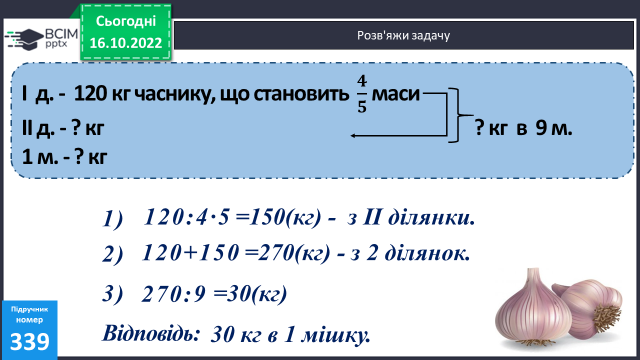 ВСІМ
pptx
Сьогодні
16.10.2022
Розв'яжи задачу
І д. - 120 кг часнику, що становить 4/5 маси
ІІ д. - ? кг
? кг в 9 м.
1 м. - ? кг
1) 120:4·5 =150(кг) - з ІІ ділянки.
2) 120+150 =270(кг) - з 2 ділянок.
3) 270:9 =30(кг)
Відповідь: 30 кг в 1 мішку.
Підручник
номер
339